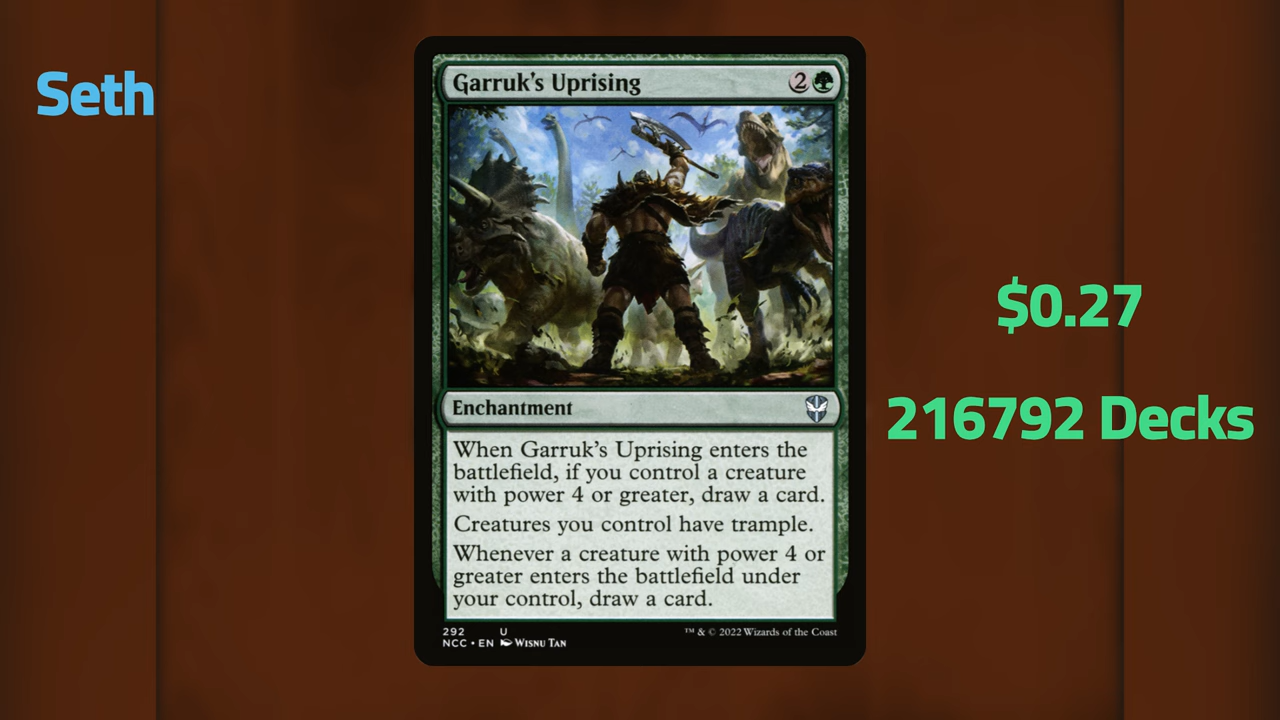 Seth
Garruk's Uprising 2
Enchantment
When Garruk's Uprising enters the
battlefield, if you control a creature
with power 4 or greater, draw a card.
Creatures you control have trample.
Whenever a creature with power 4 or
greater enters the battlefield under
your control, draw a card.
292 U
NCC • EN Wisnu Tan
™ & © 2022 Wizards of the Coast
$0.27
216792 Decks